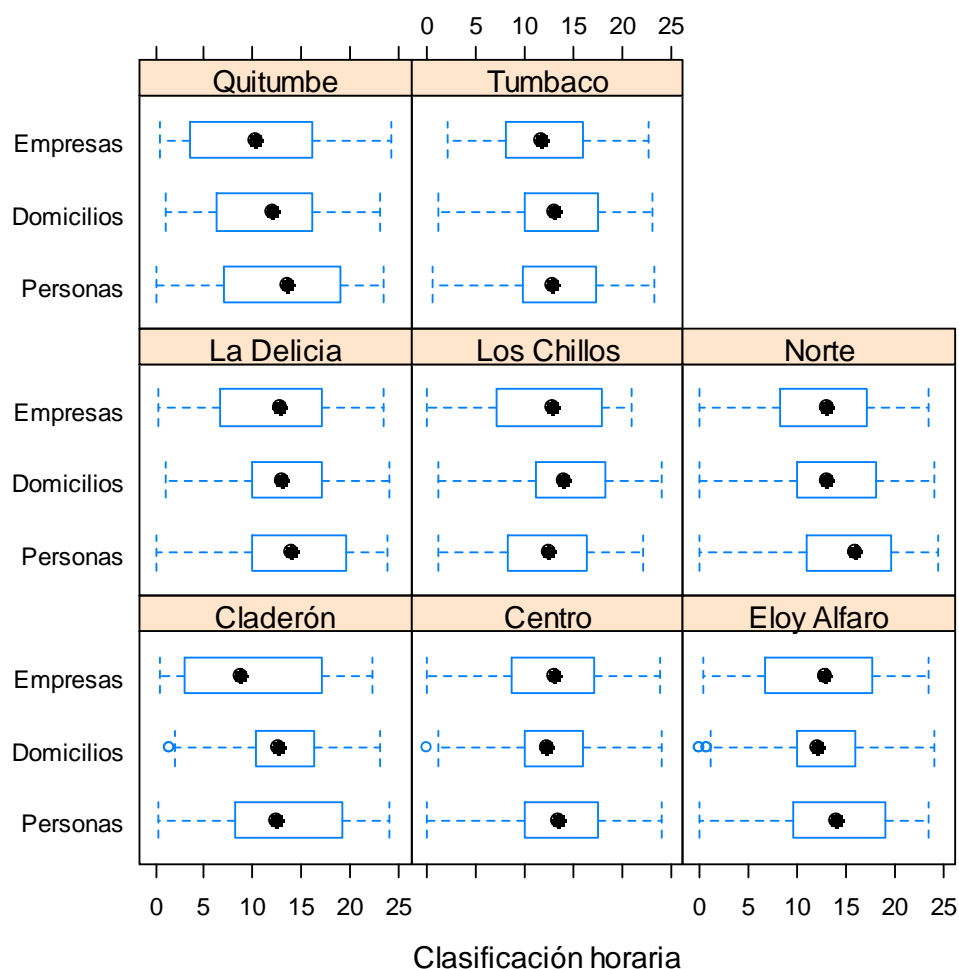 0 5 10 15 20 25
Quitumbe Tumbaco
Empresas
Domicilios
Personas
La Delicia Los Chillos Norte
Empresas
Domicilios
Personas
Claderón Centro Eloy Alfaro
Empresas
Domicilios
Personas
0 5 10 15 20 25 0 5 10 15 20 25
Clasificación horaria